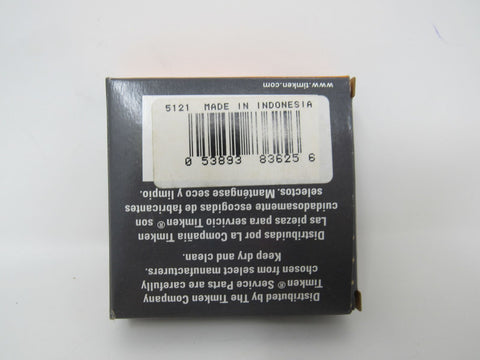 5121 MADE IN INDONESIA
0 53893 83625 6
Distributed by The Timken Company
Timken® Service Parts are carefully
chosen from select manufacturers.
Keep dry and clean.
Distribuidas por La Compañia Timken
Las piezas para servicio Timken® son
cuidadosamente escogidas de fabricantes
selectos. Manténgase seco y limpio.
www.timken.com